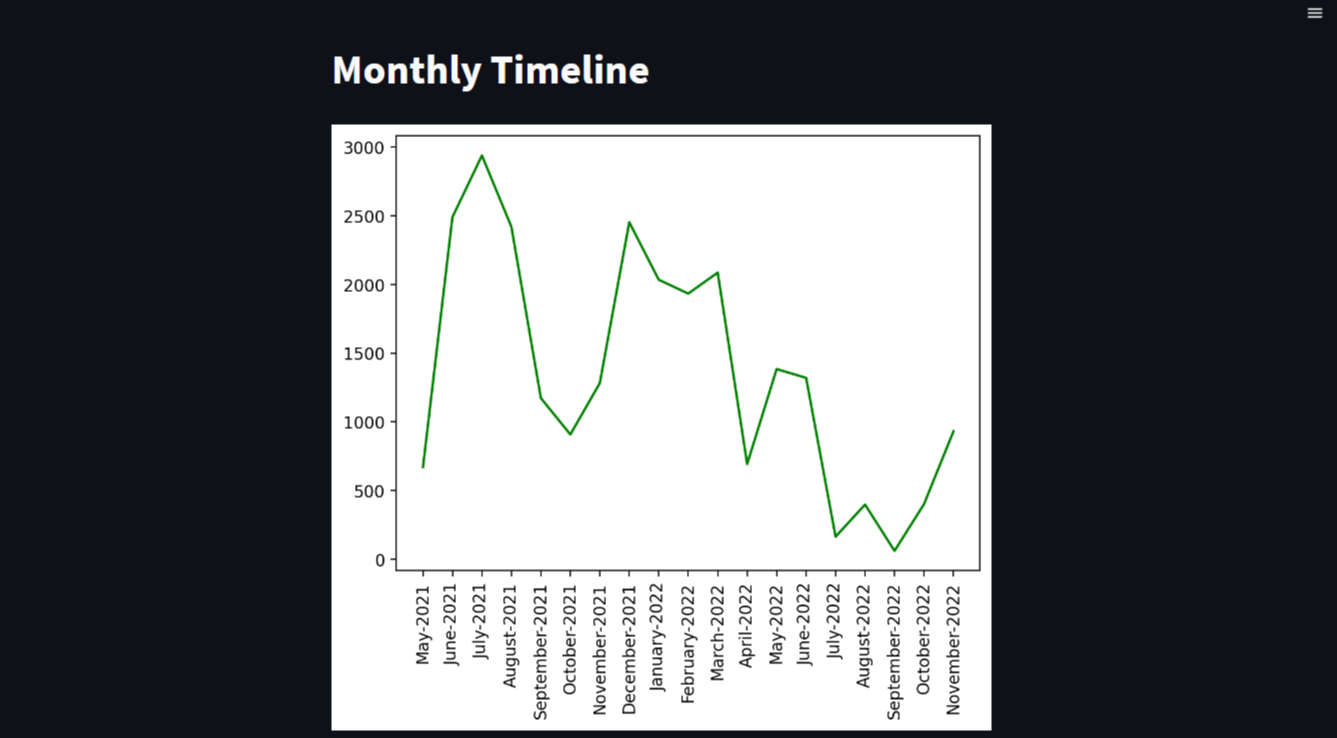 Monthly Timeline
3000
2500
2000
1500
1000
500
0
May-2021
June-2021
July-2021
August-2021
September-2021
October-2021
November-2021
December-2021
January-2022
February-2022
March-2022
April-2022
May-2022
June-2022
July-2022
August-2022
September-2022
October-2022
November-2022